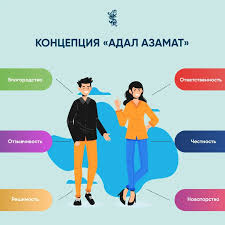 КОНЦЕПЦИЯ «АДАЛ АЗАМАТ»
Благородство
Ответственность
Отзывчивость
Честность
Решимость
Новаторство